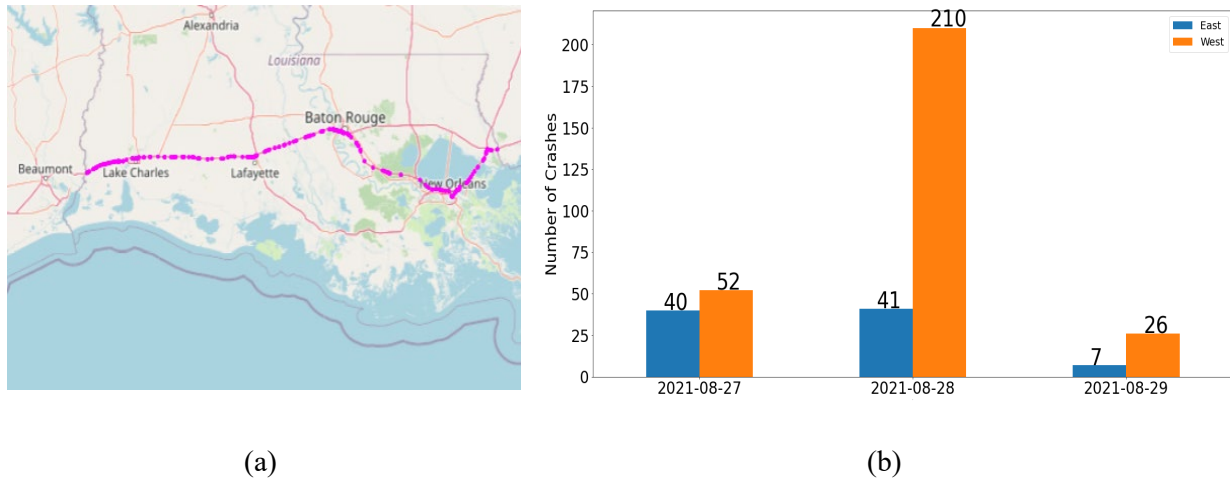 Alexandria
Louisiana
Baton Rouge
Beaumont
Lake Charles
Lafayette
New Orleans
(a)
Number of Crashes
200
175
150
125
100
75
50
25
0
East
West
40
52
41
210
7
26
2021-08-27
2021-08-28
2021-08-29
(b)